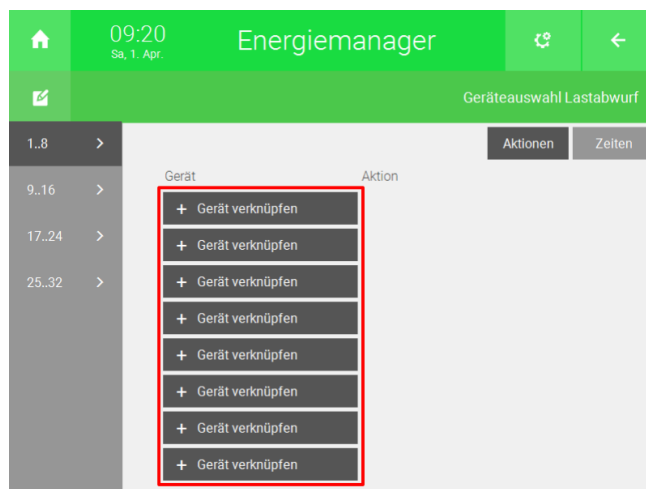 09:20
Sa, 1. Apr.
Energiemanager
Geräteauswahl Lastabwurf
1..8
9..16
17..24
25..32
Aktionen
Zeiten
Gerät
Aktion
+ Gerät verknüpfen
+ Gerät verknüpfen
+ Gerät verknüpfen
+ Gerät verknüpfen
+ Gerät verknüpfen
+ Gerät verknüpfen
+ Gerät verknüpfen
+ Gerät verknüpfen